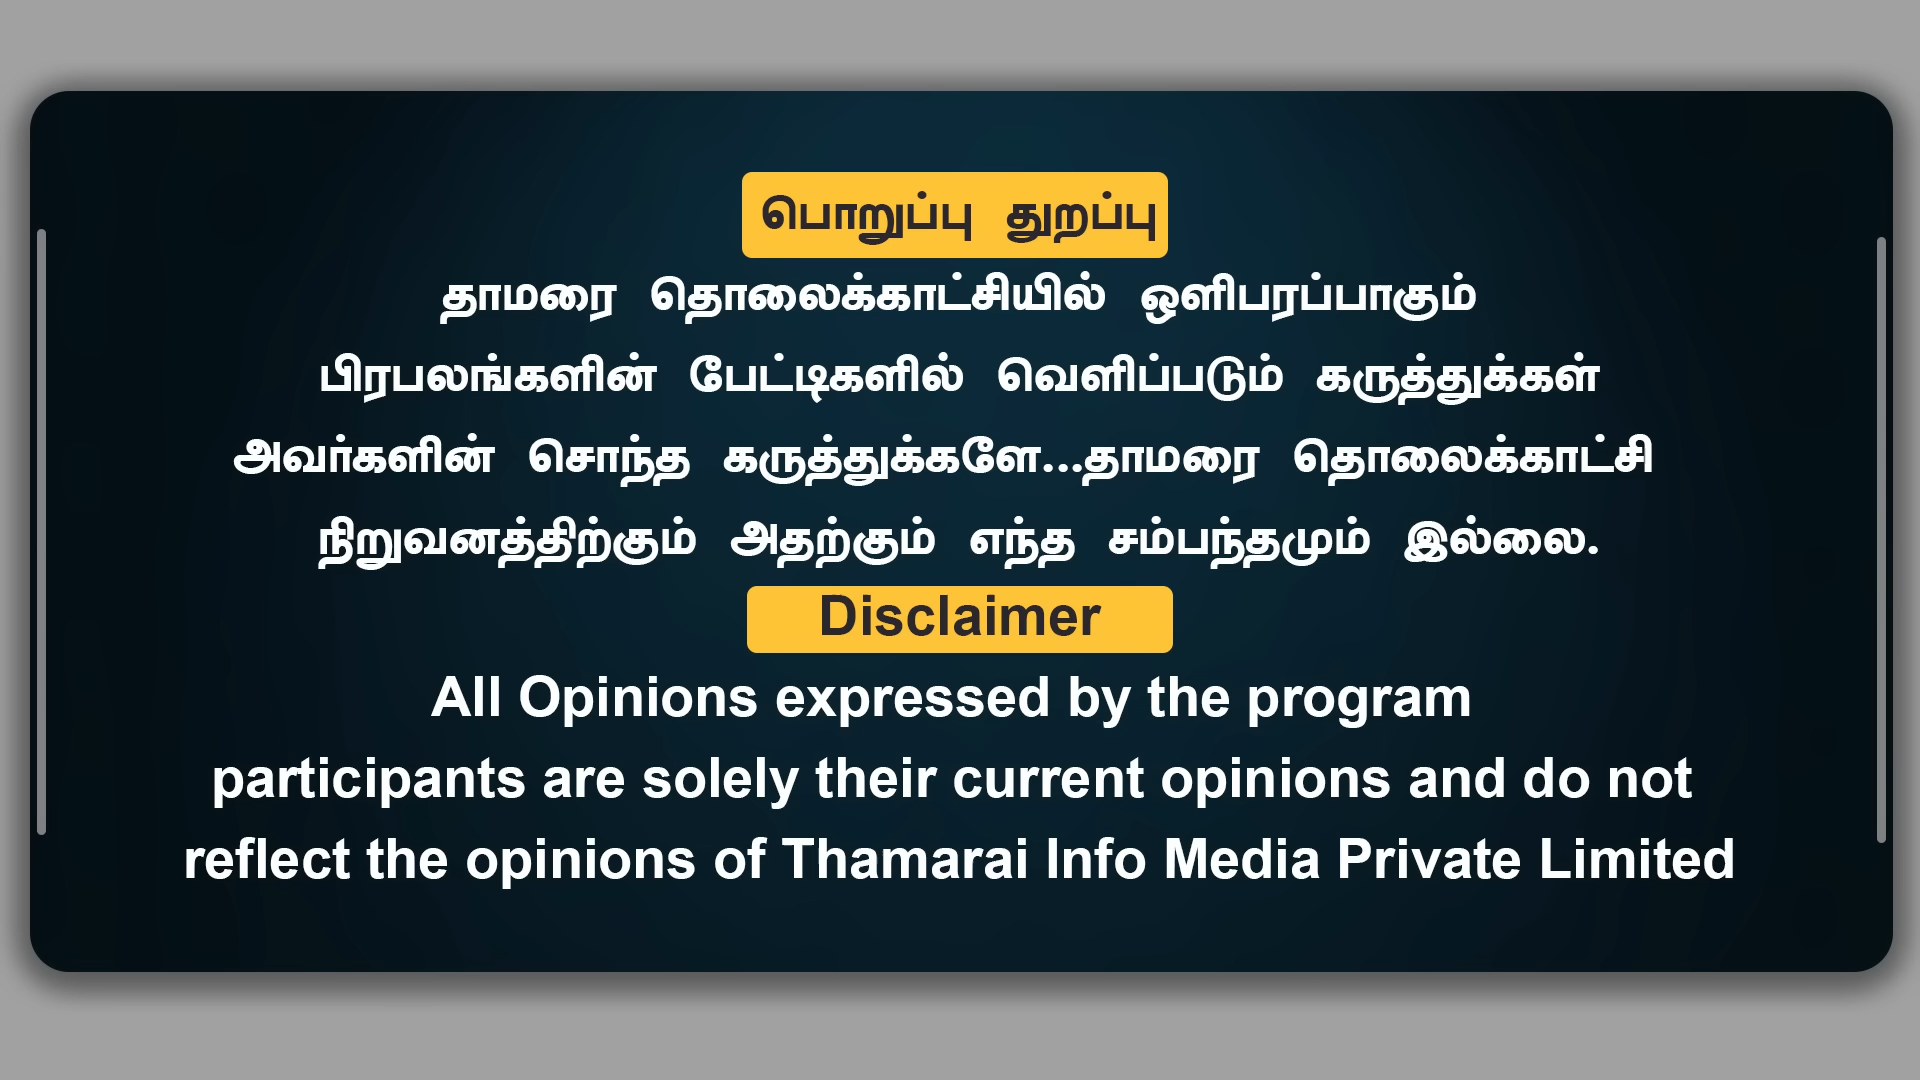 பொறுப்பு துறப்பு
தாமரை தொலைக்காட்சியில் ஒளிபரப்பாகும்
பிரபலங்களின் பேட்டிகளில் வெளிப்படும் கருத்துக்கள்
அவர்களின் சொந்த கருத்துக்களே...தாமரை தொலைக்காட்சி
நிறுவனத்திற்கும் அதற்கும் எந்த சம்பந்தமும் இல்லை.
Disclaimer
All Opinions expressed by the program
participants are solely their current opinions and do not
reflect the opinions of Thamarai Info Media Private Limited